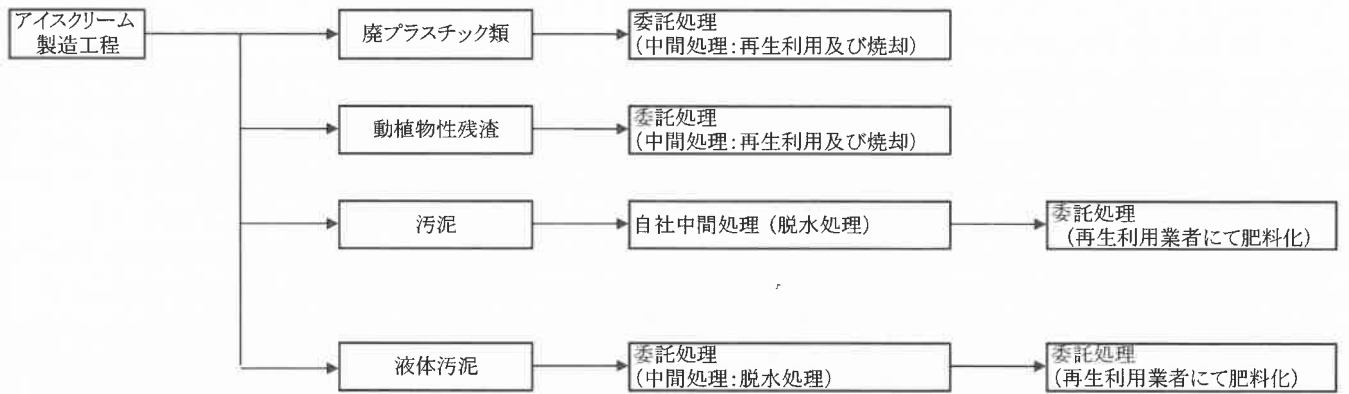 アイスクリーム
製造工程
廃プラスチック類
委託処理
(中間処理:再生利用及び焼却)
動植物性残渣
委託処理
(中間処理:再生利用及び焼却)
汚泥
自社中間処理 (脱水処理)
委託処理
(再生利用業者にて肥料化)
液体汚泥
委託処理
(中間処理:脱水処理)
委託処理
(再生利用業者にて肥料化)